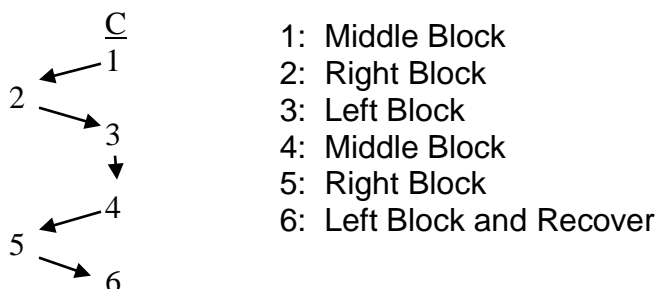 C
1
2
3
4
5
6
1: Middle Block
2: Right Block
3: Left Block
4: Middle Block
5: Right Block
6: Left Block and Recover